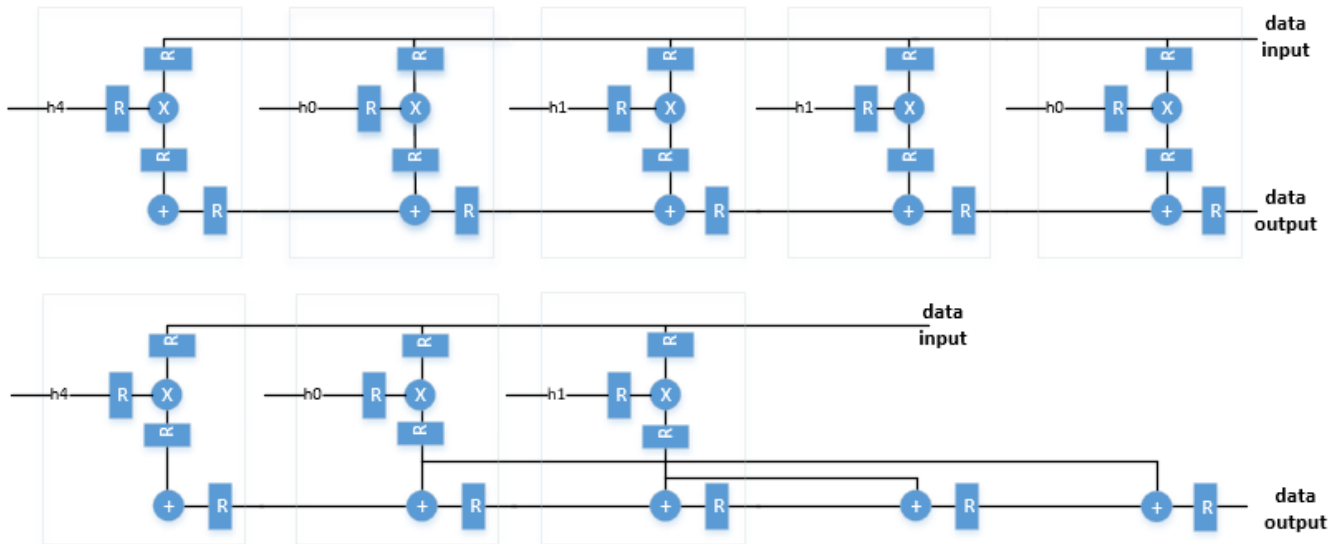 data
input
R R R R R
h4 R X h0 R X h1 R X h1 R X h0 R X
R R R R R
+ R + R + R + R + R
data
output
data
input
R R R
h4 R X h0 R X h1 R X
R R R
+ R + R + R + R + R
data
output